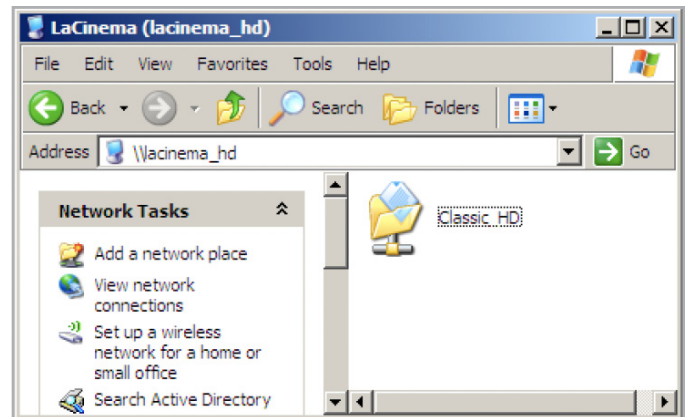 LaCinema (lacinema_hd)
File Edit View Favorites Tools Help
Back Search Folders
Address \\lacinema_hd Go
Network Tasks
Classic_HD
Add a network place
View network
connections
Set up a wireless
network for a home or
small office
Search Active Directory